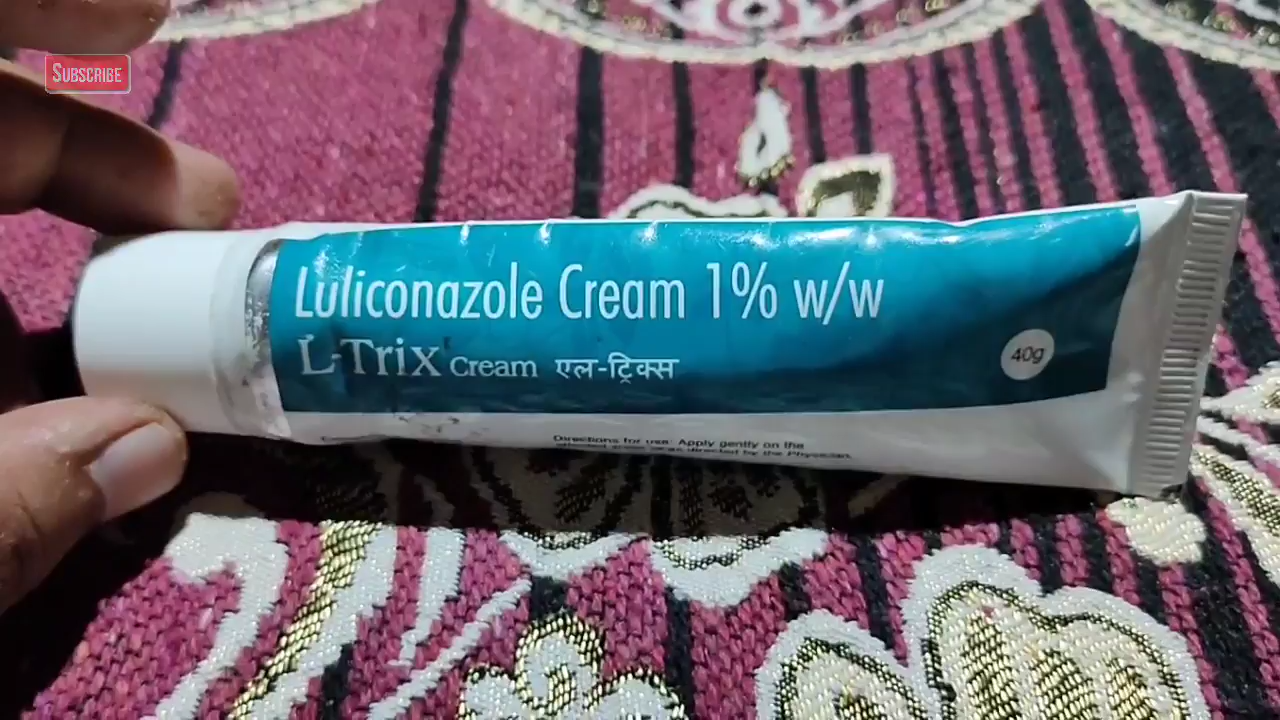 SUBSCRIBE
Luliconazole Cream 1% w/w
L-Trix Cream एल-ट्रिक्स
40g
Directions for use: Apply gently on the
directed by the Physician.